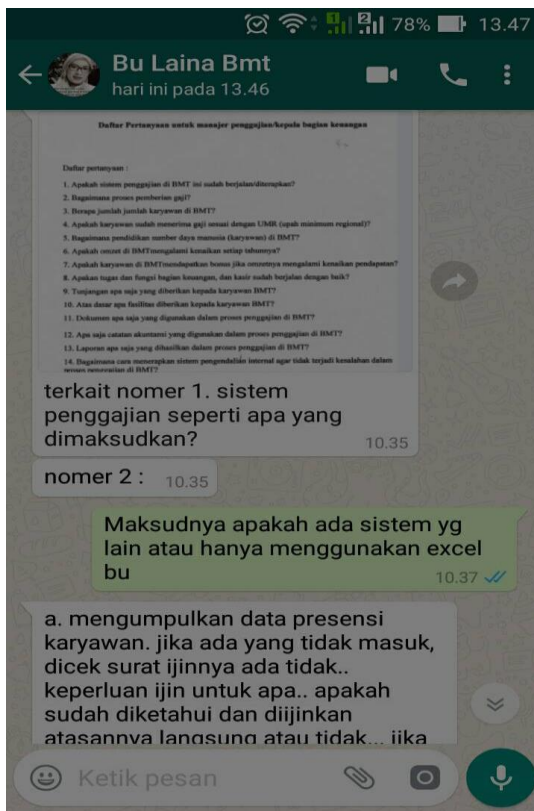 78% 13.47
Bu Laina Bmt
hari ini pada 13.46
Daftar Pertanyaan untuk manajer penggajian/kepala bagian keuangan
Daftar pertanyaan :
1. Apakah sistem penggajian di BMT ini sudah berjalan/diterapkan?
2. Bagaimana proses pemberian gaji?
3. Berapa jumlah jumlah karyawan di BMT?
4. Apakah karyawan sudah menerima gaji sesuai dengan UMR (upah minimum regional)?
5. Bagaimana pendidikan sumber daya manusia (karyawan) di BMT?
6. Apakah omzet di BMTmengalami kenaikan setiap tahunnya?
7. Apakah karyawan di BMTmendapatkan bonus jika omzetnya mengalami kenaikan pendapatan?
8. Apakah tugas dan fungsi bagian keuangan, dan kasir sudah berjalan dengan baik?
9. Tunjangan apa saja yang diberikan kepada karyawan BMT?
10. Atas dasar apa fasilitas diberikan kepada karyawan BMT?
11. Dokumen apa saja yang digunakan dalam proses penggajian di BMT?
12. Apa saja catatan akuntansi yang digunakan dalam proses penggajian di BMT?
13. Laporan apa saja yang dihasilkan dalam proses penggajian di BMT?
14. Bagaimana cara menerapkan sistem pengendalian internal agar tidak terjadi kesalahan dalam
proses penggajian di BMT?
terkait nomer 1. sistem
penggajian seperti apa yang
dimaksudkan?
10.35
nomer 2 : 10.35
Maksudnya apakah ada sistem yg
lain atau hanya menggunakan excel
bu
10.37
a. mengumpulkan data presensi
karyawan. jika ada yang tidak masuk,
dicek surat ijinnya ada tidak..
keperluan ijin untuk apa.. apakah
sudah diketahui dan diijinkan
atasannya langsung atau tidak... jika
Ketik pesan